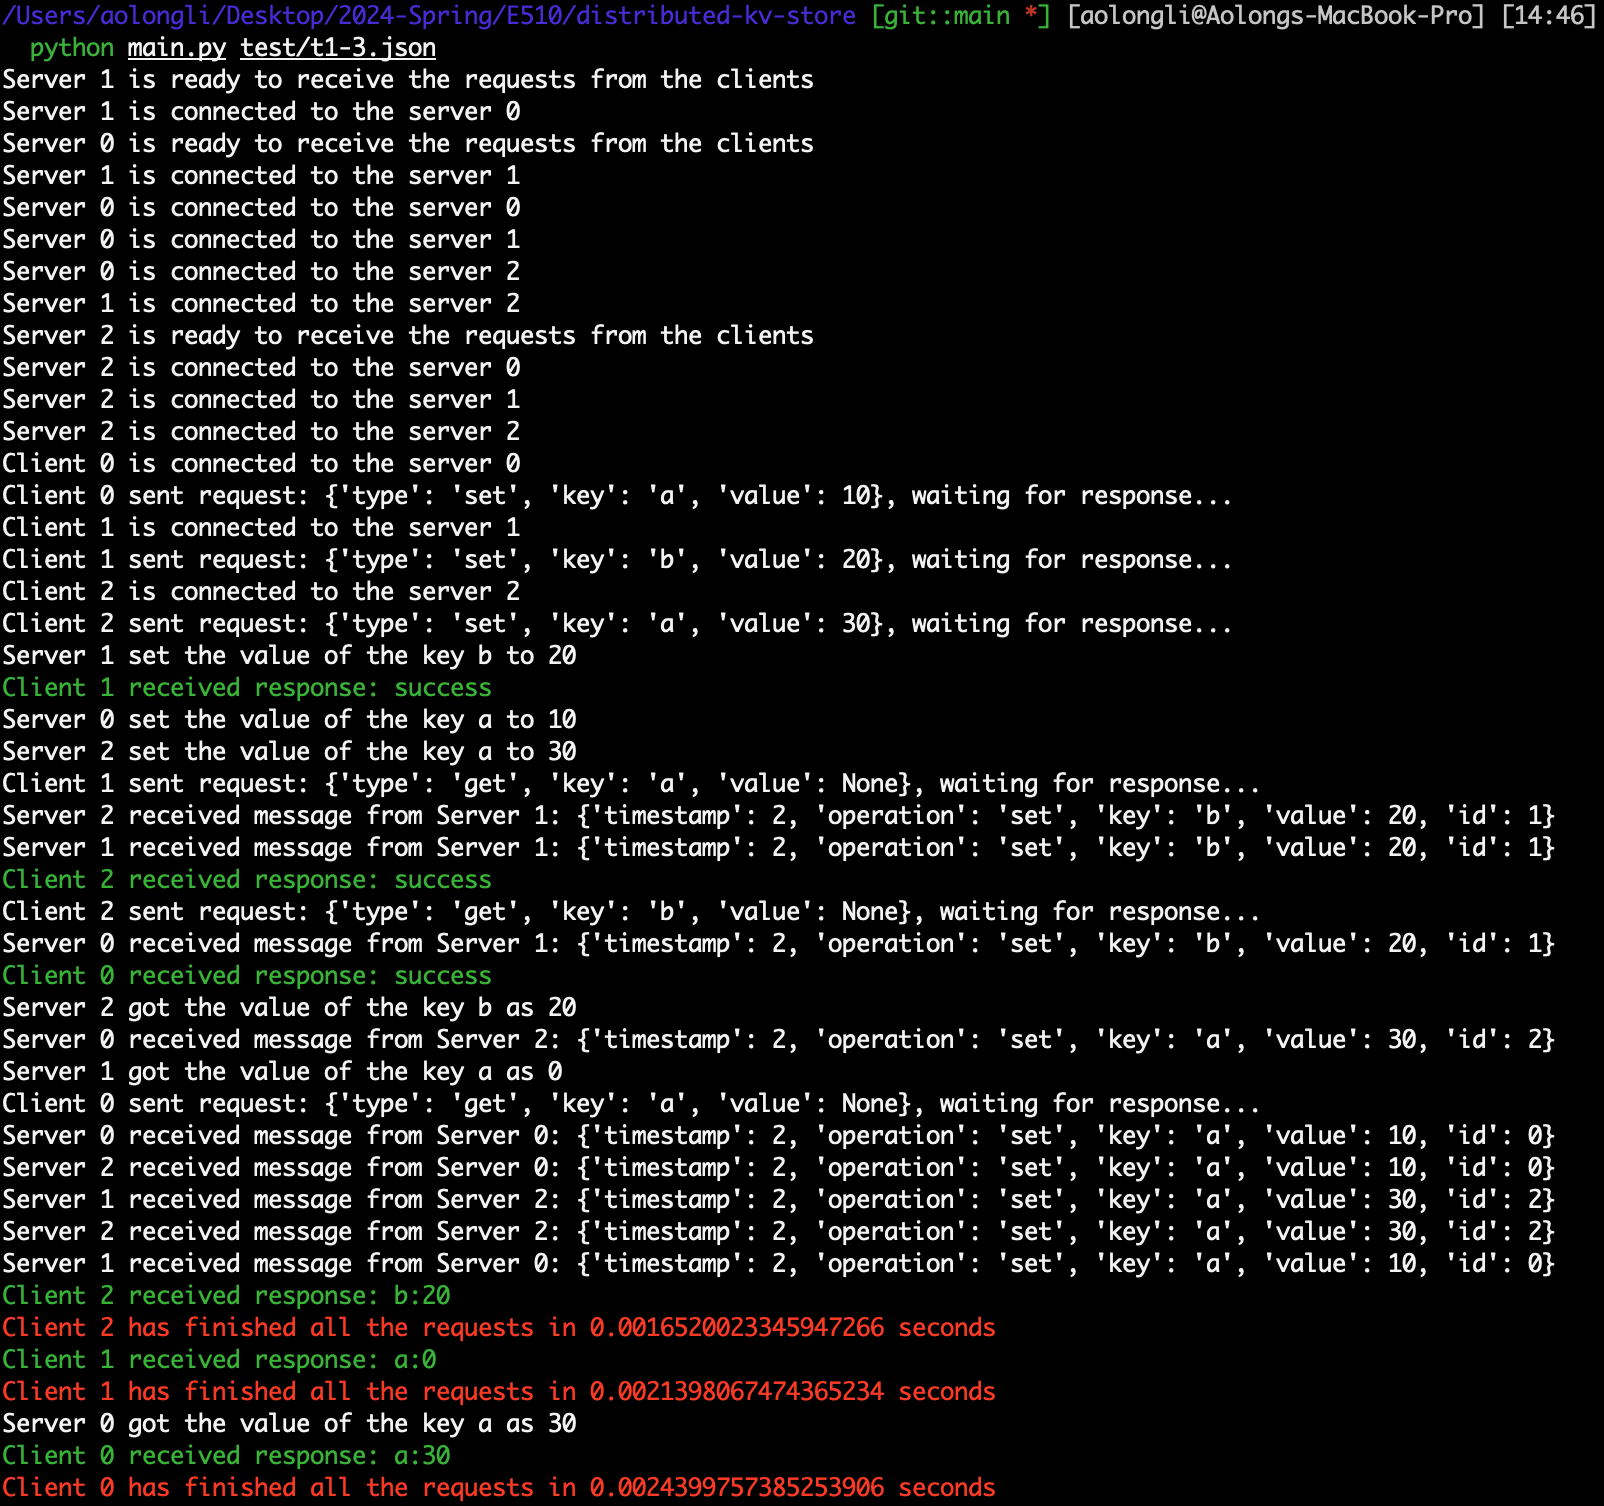 /Users/aolongli/Desktop/2024-Spring/E510/distributed-kv-store [git::main *] [aolongli@Aolongs-MacBook-Pro] [14:46]
python main.py test/t1-3.json
Server 1 is ready to receive the requests from the clients
Server 1 is connected to the server 0
Server 0 is ready to receive the requests from the clients
Server 1 is connected to the server 1
Server 0 is connected to the server 0
Server 0 is connected to the server 1
Server 0 is connected to the server 2
Server 1 is connected to the server 2
Server 2 is ready to receive the requests from the clients
Server 2 is connected to the server 0
Server 2 is connected to the server 1
Server 2 is connected to the server 2
Client 0 is connected to the server 0
Client 0 sent request: {'type': 'set', 'key': 'a', 'value': 10}, waiting for response...
Client 1 is connected to the server 1
Client 1 sent request: {'type': 'set', 'key': 'b', 'value': 20}, waiting for response...
Client 2 is connected to the server 2
Client 2 sent request: {'type': 'set', 'key': 'a', 'value': 30}, waiting for response...
Server 1 set the value of the key b to 20
Client 1 received response: success
Server 0 set the value of the key a to 10
Server 2 set the value of the key a to 30
Client 1 sent request: {'type': 'get', 'key': 'a', 'value': None}, waiting for response...
Server 2 received message from Server 1: {'timestamp': 2, 'operation': 'set', 'key': 'b', 'value': 20, 'id': 1}
Server 1 received message from Server 1: {'timestamp': 2, 'operation': 'set', 'key': 'b', 'value': 20, 'id': 1}
Client 2 received response: success
Client 2 sent request: {'type': 'get', 'key': 'b', 'value': None}, waiting for response...
Server 0 received message from Server 1: {'timestamp': 2, 'operation': 'set', 'key': 'b', 'value': 20, 'id': 1}
Client 0 received response: success
Server 2 got the value of the key b as 20
Server 0 received message from Server 2: {'timestamp': 2, 'operation': 'set', 'key': 'a', 'value': 30, 'id': 2}
Server 1 got the value of the key a as 0
Client 0 sent request: {'type': 'get', 'key': 'a', 'value': None}, waiting for response...
Server 0 received message from Server 0: {'timestamp': 2, 'operation': 'set', 'key': 'a', 'value': 10, 'id': 0}
Server 2 received message from Server 0: {'timestamp': 2, 'operation': 'set', 'key': 'a', 'value': 10, 'id': 0}
Server 1 received message from Server 2: {'timestamp': 2, 'operation': 'set', 'key': 'a', 'value': 30, 'id': 2}
Server 2 received message from Server 2: {'timestamp': 2, 'operation': 'set', 'key': 'a', 'value': 30, 'id': 2}
Server 1 received message from Server 0: {'timestamp': 2, 'operation': 'set', 'key': 'a', 'value': 10, 'id': 0}
Client 2 received response: b:20
Client 2 has finished all the requests in 0.0016520023345947266 seconds
Client 1 received response: a:0
Client 1 has finished all the requests in 0.0021398067474365234 seconds
Server 0 got the value of the key a as 30
Client 0 received response: a:30
Client 0 has finished all the requests in 0.0024399757385253906 seconds